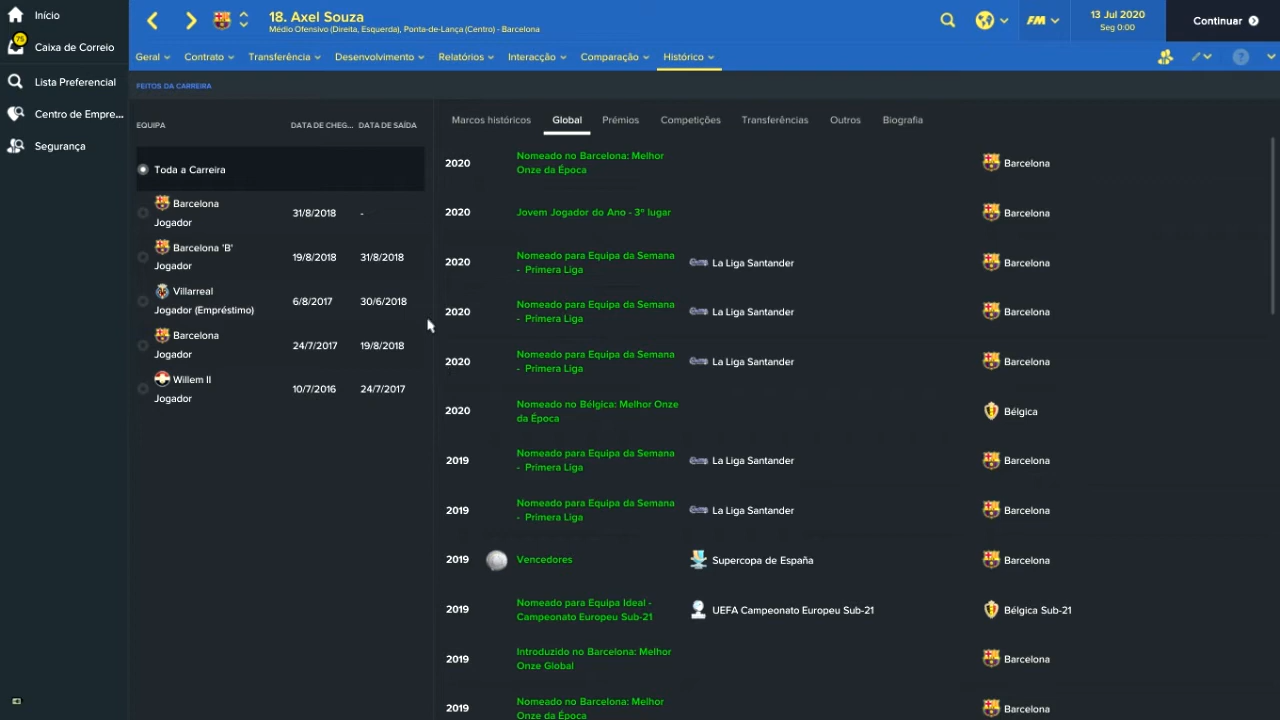 Início
75
Caixa de Correio
Lista Preferencial
Centro de Empre...
Segurança
18. Axel Souza
Médio Ofensivo (Direita, Esquerda), Ponta-de-Lança (Centro) - Barcelona
FM
13 Jul 2020
Seg 0:00
Continuar
Geral
Contrato
Transferência
Desenvolvimento
Relatórios
Interacção
Comparação
Histórico
?
FEITOS DA CARREIRA
EQUIPA DATA DE CHEG... DATA DE SAÍDA
Toda a Carreira
Barcelona
Jogador
31/8/2018 -
Barcelona 'B'
Jogador
19/8/2018 31/8/2018
Villarreal
Jogador (Empréstimo)
6/8/2017 30/6/2018
Barcelona
Jogador
24/7/2017 19/8/2018
Willem II
Jogador
10/7/2016 24/7/2017
Marcos históricos Global Prémios Competições Transferências Outros Biografia
2020 Nomeado no Barcelona: Melhor
Onze da Época
Barcelona
2020 Jovem Jogador do Ano - 3º lugar Barcelona
2020 Nomeado para Equipa da Semana
- Primera Liga
La Liga Santander Barcelona
2020 Nomeado para Equipa da Semana
- Primera Liga
La Liga Santander Barcelona
2020 Nomeado para Equipa da Semana
- Primera Liga
La Liga Santander Barcelona
2020 Nomeado no Bélgica: Melhor Onze
da Época
Bélgica
2019 Nomeado para Equipa da Semana
- Primera Liga
La Liga Santander Barcelona
2019 Nomeado para Equipa da Semana
- Primera Liga
La Liga Santander Barcelona
2019 Vencedores Supercopa de España Barcelona
2019 Nomeado para Equipa Ideal -
Campeonato Europeu Sub-21
UEFA Campeonato Europeu Sub-21 Bélgica Sub-21
2019 Introduzido no Barcelona: Melhor
Onze Global
Barcelona
2019 Nomeado no Barcelona: Melhor
Onze da Época
Barcelona